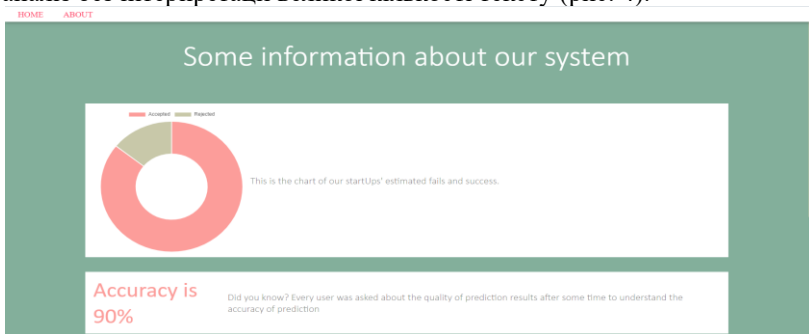 HOME ABOUT
Some information about our system
Accepted Rejected
This is the chart of our startUps' estimated fails and success.
Accuracy is
90%
Did you know? Every user was asked about the quality of prediction results after some time to understand the
accuracy of prediction